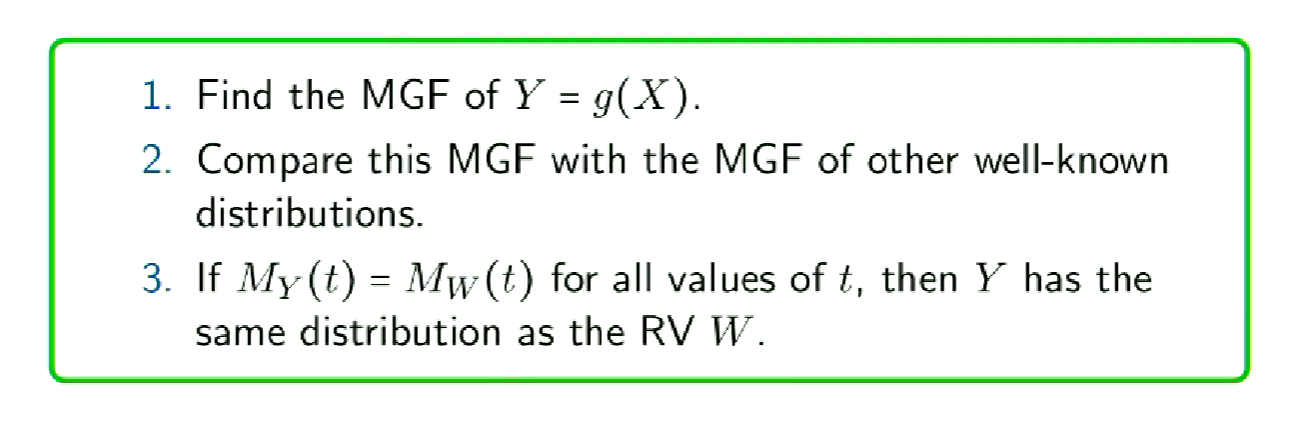 1. Find the MGF of Y = g(X).
2. Compare this MGF with the MGF of other well-known
distributions.
3. If M_Y(t) = M_W(t) for all values of t, then Y has the
same distribution as the RV W.